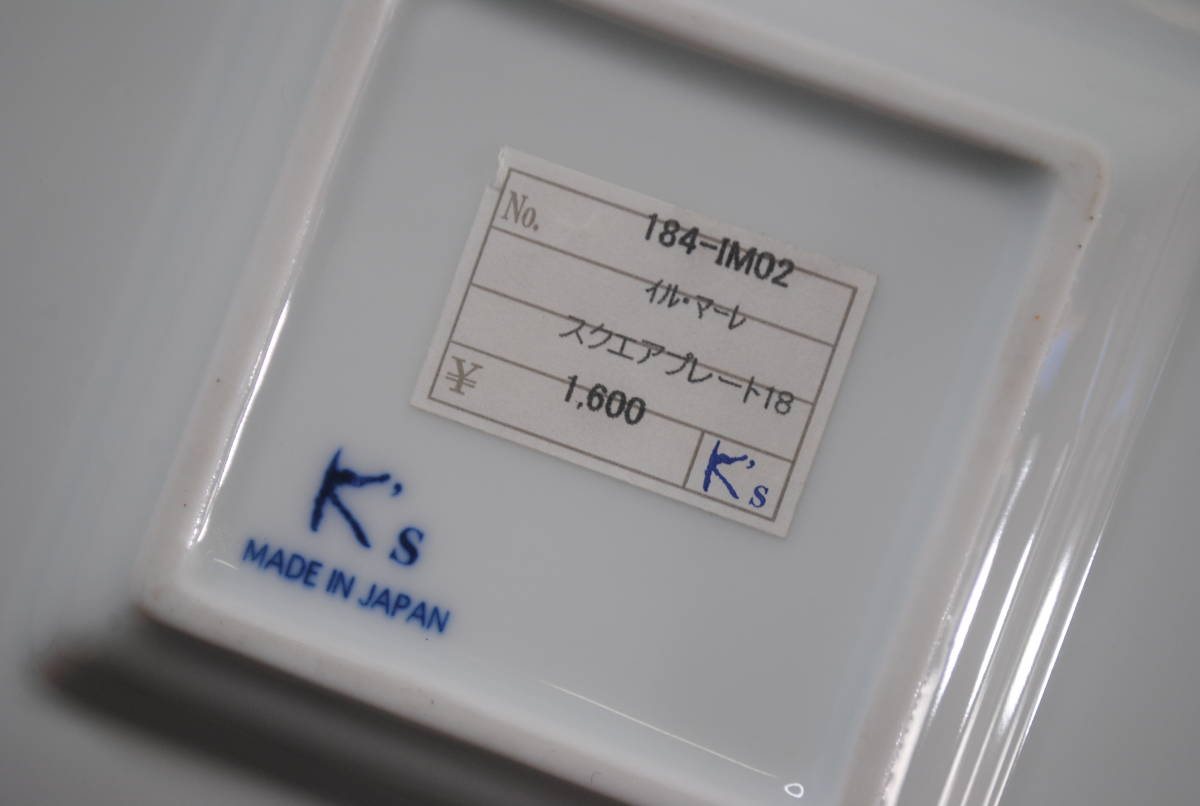 No. 184-IM02
イル・マーレ
スクエアプレート18
¥ 1,600
K's
K's
MADE IN JAPAN